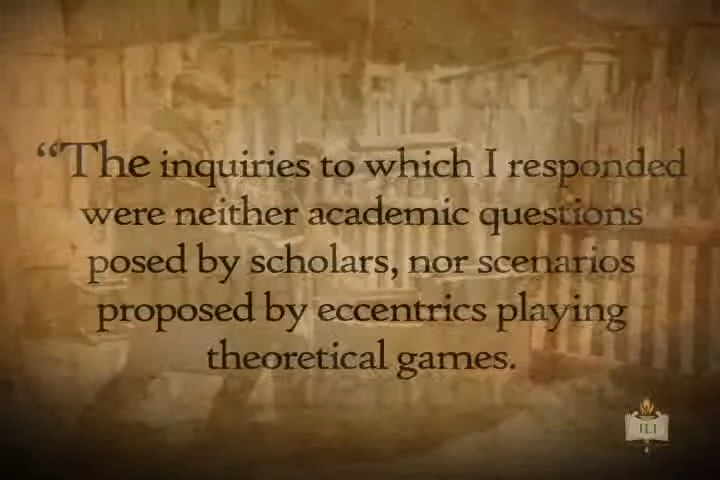 “The inquiries to which I responded
were neither academic questions
posed by scholars, nor scenarios
proposed by eccentrics playing
theoretical games.
ILI